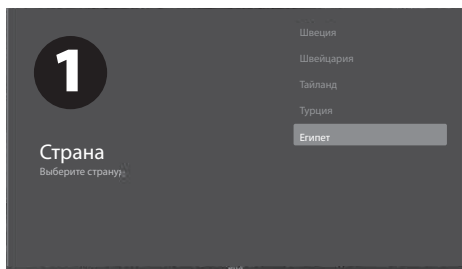 1
Страна
Выберите страну
Швеция
Швейцария
Тайланд
Турция
Египет